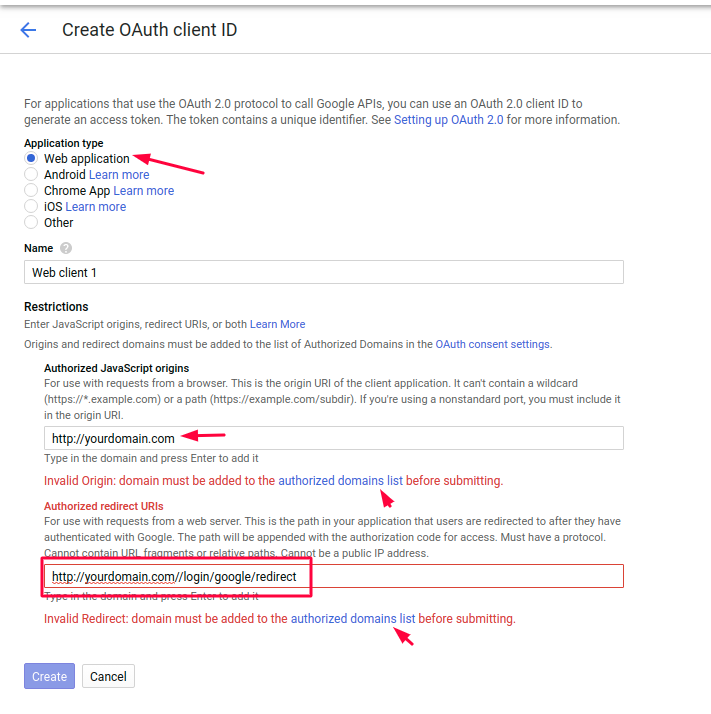 Create OAuth client ID
For applications that use the OAuth 2.0 protocol to call Google APIs, you can use an OAuth 2.0 client ID to
generate an access token. The token contains a unique identifier. See Setting up OAuth 2.0 for more information.
Application type
Web application
Android Learn more
Chrome App Learn more
iOS Learn more
Other
Name ?
Web client 1
Restrictions
Enter JavaScript origins, redirect URIs, or both Learn More
Origins and redirect domains must be added to the list of Authorized Domains in the OAuth consent settings.
Authorized JavaScript origins
For use with requests from a browser. This is the origin URI of the client application. It can't contain a wildcard
(https://*.example.com) or a path (https://example.com/subdir). If you're using a nonstandard port, you must include it
in the origin URI.
http://yourdomain.com
Type in the domain and press Enter to add it
Invalid Origin: domain must be added to the authorized domains list before submitting.
Authorized redirect URIs
For use with requests from a web server. This is the path in your application that users are redirected to after they have
authenticated with Google. The path will be appended with the authorization code for access. Must have a protocol.
Cannot contain URL fragments or relative paths. Cannot be a public IP address.
http://yourdomain.com//login/google/redirect
Type in the domain and press Enter to add it
Invalid Redirect: domain must be added to the authorized domains list before submitting.
Create Cancel